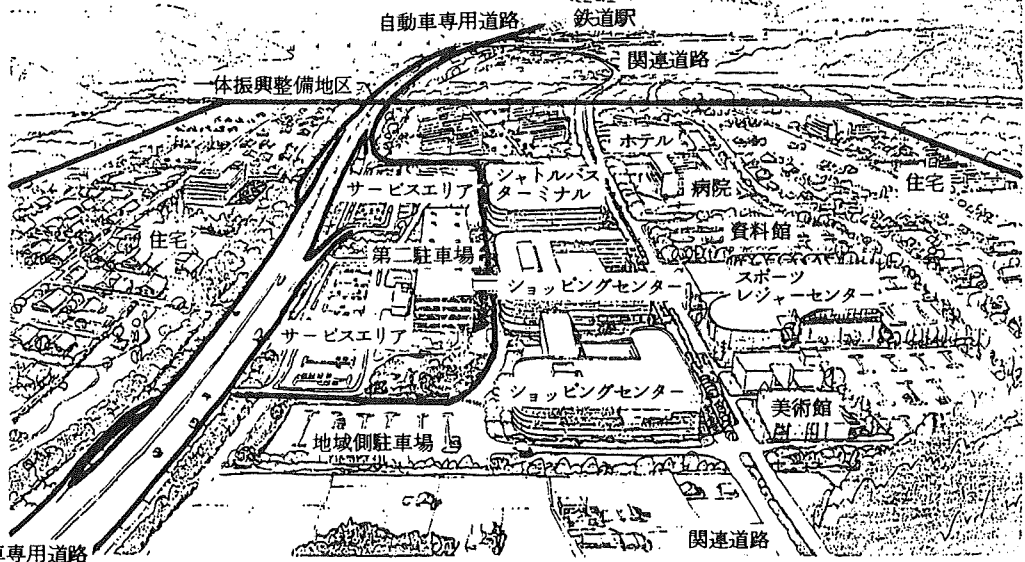 自動車専用道路
鉄道駅
関連道路
一体振興整備地区
ホテル
サービスエリア
シャトルバス
ターミナル
病院
住宅
住宅
資料館
第二駐車場
ショッピングセンター
スポーツ
レジャーセンター
サービスエリア
ショッピングセンター
美術館
地域側駐車場
関連道路
車専用道路